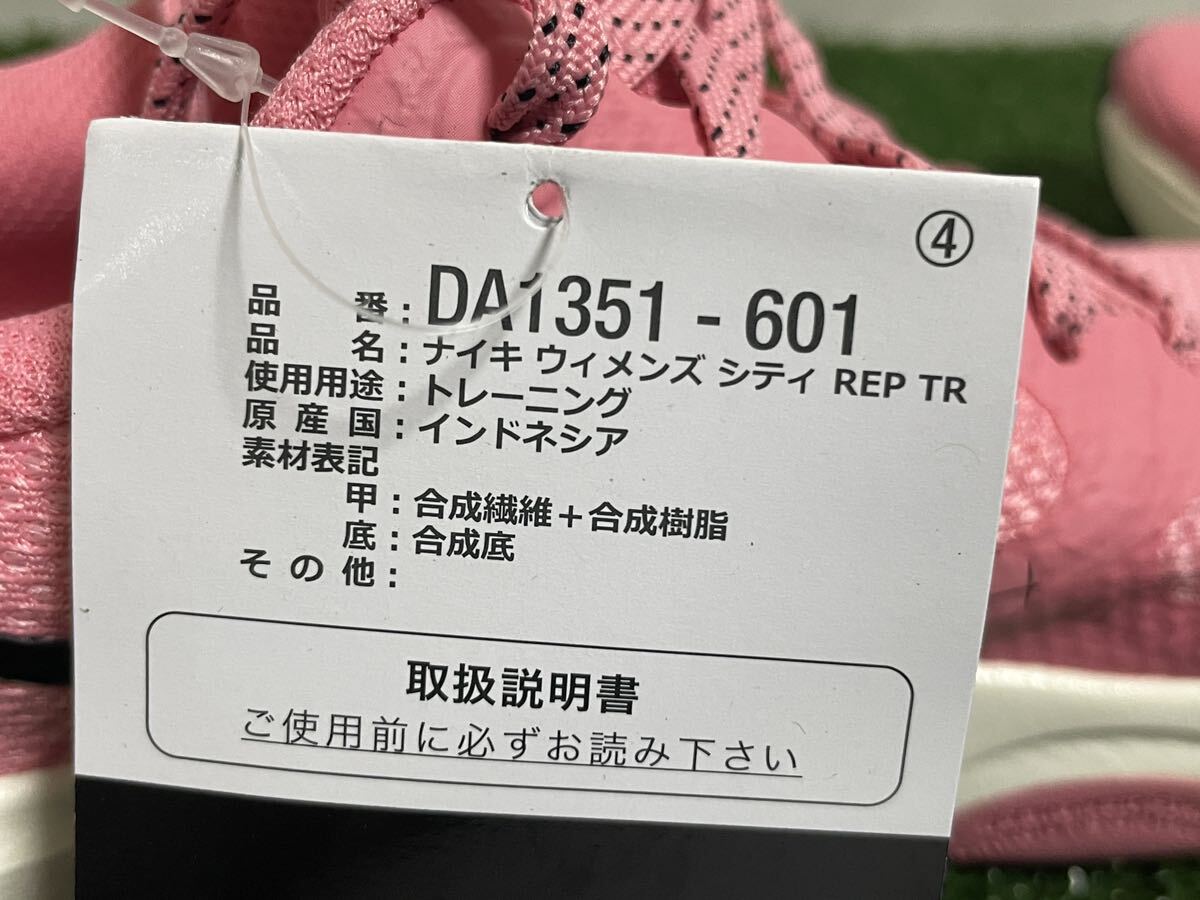 ④
品番：DA1351 - 601
品名：ナイキ ウィメンズ シティ REP TR
使用用途：トレーニング
原産国：インドネシア
素材表記
甲：合成繊維＋合成樹脂
底：合成底
その他：
取扱説明書
ご使用前に必ずお読み下さい